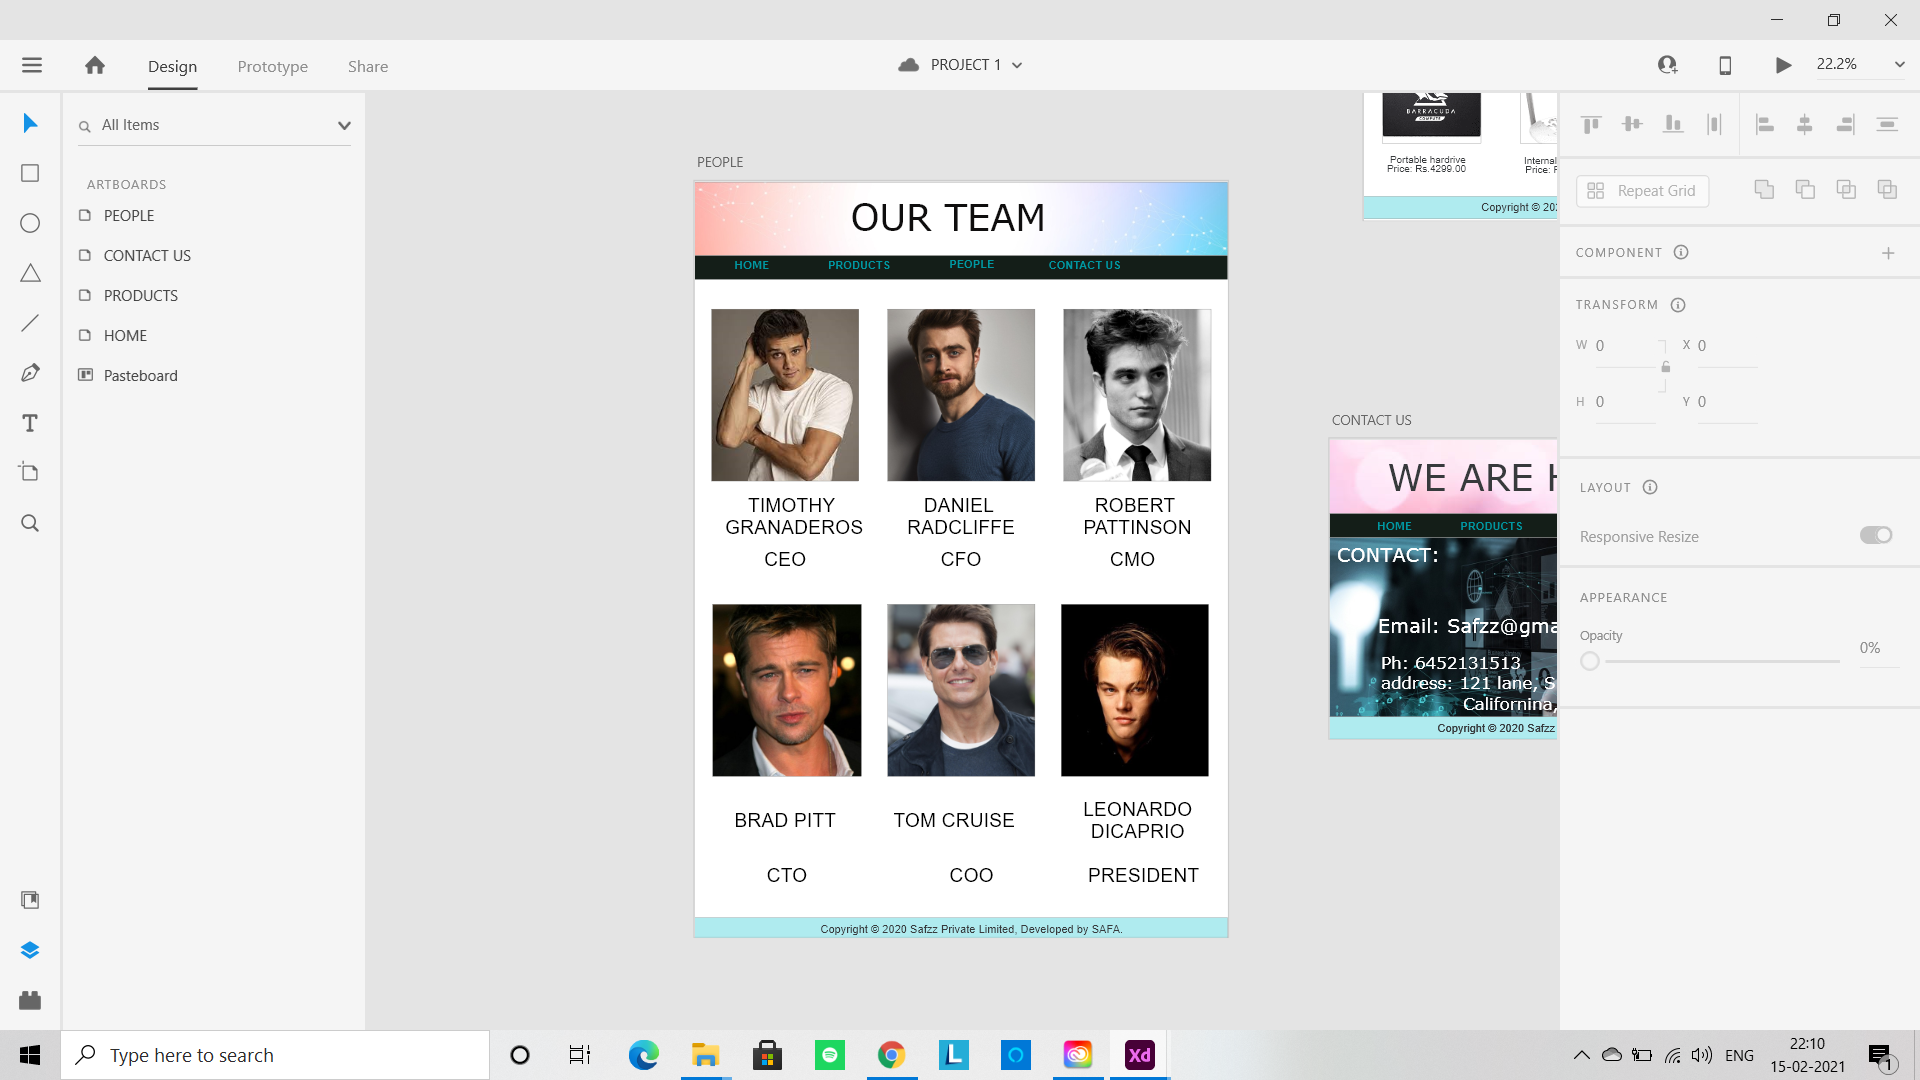 Design
Prototype
Share
PROJECT 1
22.2%
All Items
ARTBOARDS
PEOPLE
CONTACT US
PRODUCTS
HOME
Pasteboard
PEOPLE
OUR TEAM
HOME
PRODUCTS
PEOPLE
CONTACT US
TIMOTHY
GRANADEROS
CEO
DANIEL
RADCLIFFE
CFO
ROBERT
PATTINSON
CMO
BRAD PITT
CTO
TOM CRUISE
COO
LEONARDO
DICAPRIO
PRESIDENT
Copyright © 2020 Safzz Private Limited, Developed by SAFA.
BARRACUDA
COMPUTE
Portable hardrive
Price: Rs.4299.00
Internal
Price:
Copyright © 202
CONTACT US
WE ARE H
HOME
PRODUCTS
CONTACT:
Email: Safzz@gma
Ph: 6452131513
address: 121 lane, S
Californina,
Copyright © 2020 Safzz
Repeat Grid
COMPONENT
TRANSFORM
W 0
X 0
H 0
Y 0
LAYOUT
Responsive Resize
APPEARANCE
Opacity
0%
Type here to search
L
Xd
ENG
22:10
15-02-2021
1